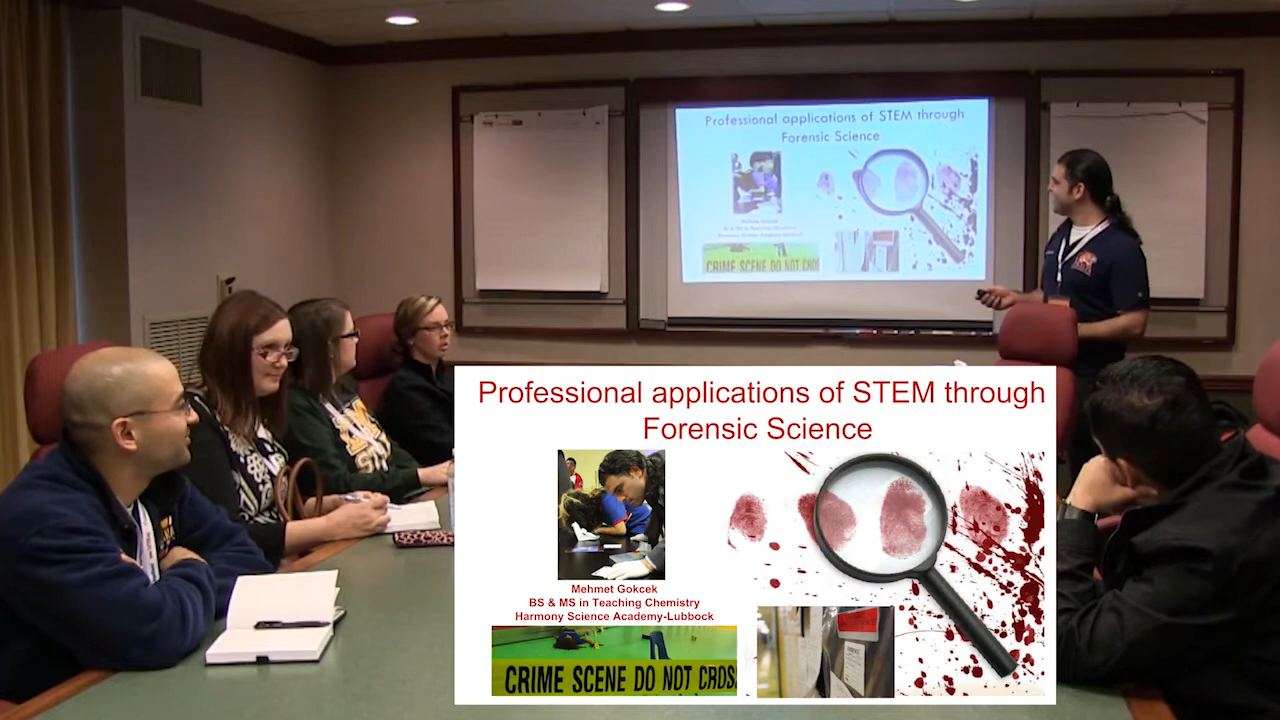 Professional applications of STEM through
Forensic Science
CRIME SCENE DO NOT CROS
Professional applications of STEM through
Forensic Science
Mehmet Gokcek
BS & MS in Teaching Chemistry
Harmony Science Academy-Lubbock
CRIME SCENE DO NOT CROS